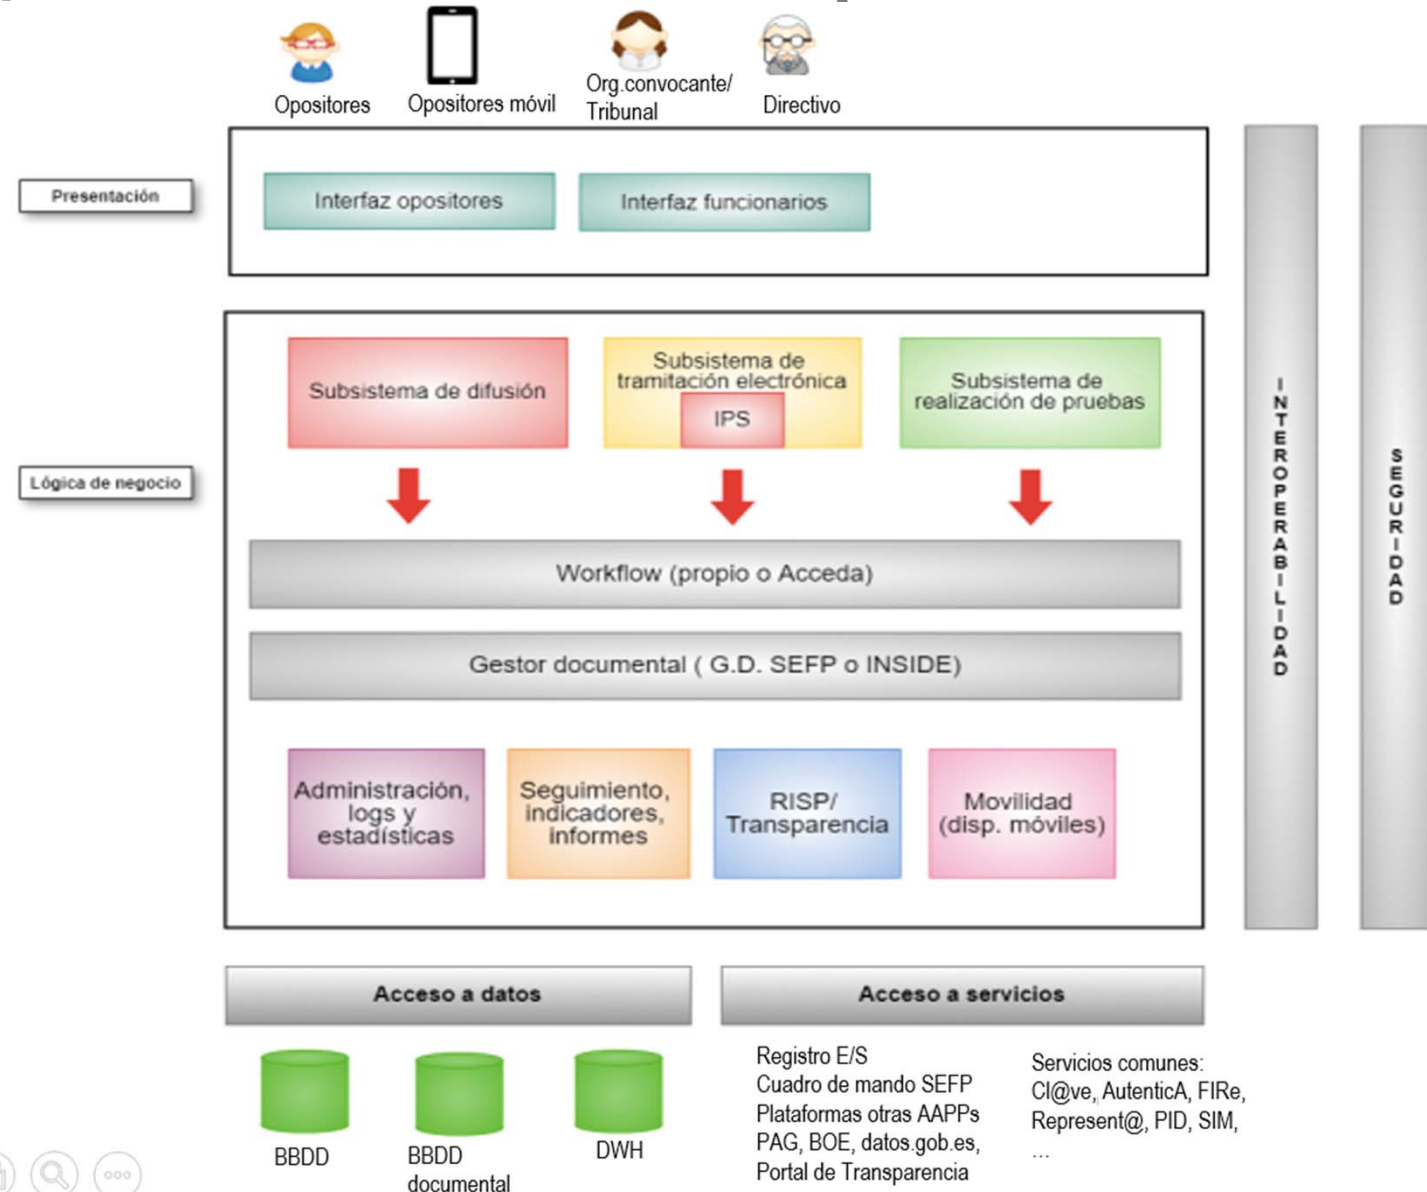 Opositores
Opositores móvil
Org.convocante/
Tribunal
Directivo
Presentación
Interfaz opositores
Interfaz funcionarios
Lógica de negocio
Subsistema de difusión
Subsistema de
tramitación electrónica
IPS
Subsistema de
realización de pruebas
Workflow (propio o Acceda)
Gestor documental ( G.D. SEFP o INSIDE)
Administración,
logs y
estadísticas
Seguimiento,
indicadores,
informes
RISP/
Transparencia
Movilidad
(disp. móviles)
INTEROPERABILIDAD
SEGURIDAD
Acceso a datos
Acceso a servicios
BBDD
BBDD
documental
DWH
Registro E/S
Cuadro de mando SEFP
Plataformas otras AAPPs
PAG, BOE, datos.gob.es,
Portal de Transparencia
Servicios comunes:
Cl@ve, AutenticA, FIRe,
Represent@, PID, SIM,
...